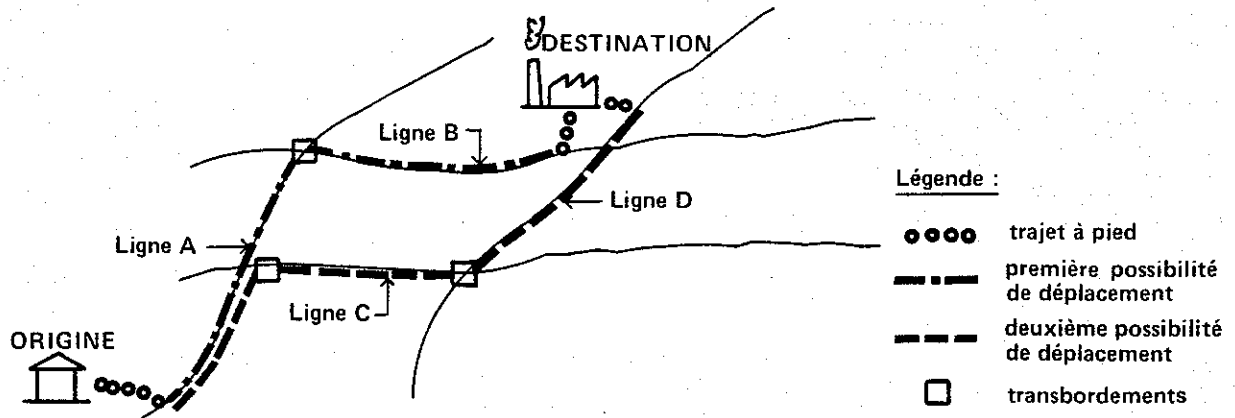 DESTINATION
Ligne B
Ligne D
Ligne A
Ligne C
ORIGINE
Légende :
trajet à pied
première possibilité
de déplacement
deuxième possibilité
de déplacement
transbordements